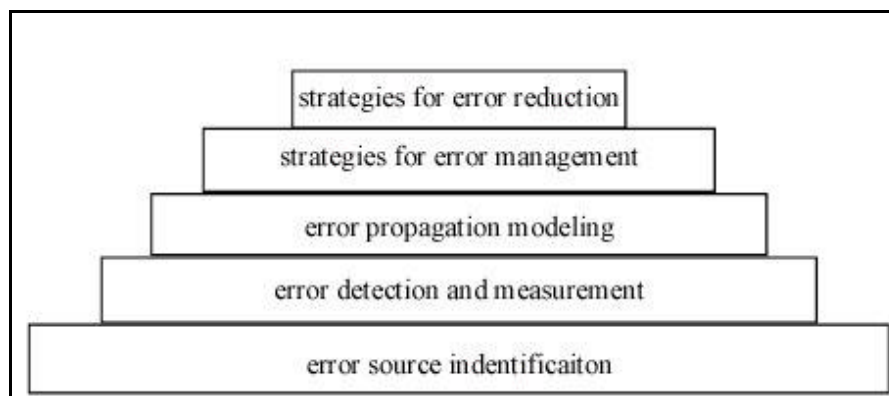 strategies for error reduction
strategies for error management
error propagation modeling
error detection and measurement
error source indentificaiton